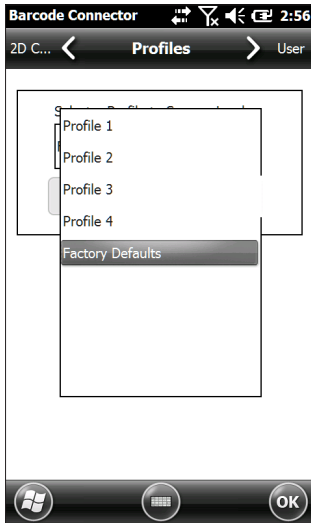 Barcode Connector 2:56
2D C... Profiles User
Profile 1
Profile 2
Profile 3
Profile 4
Factory Defaults
OK